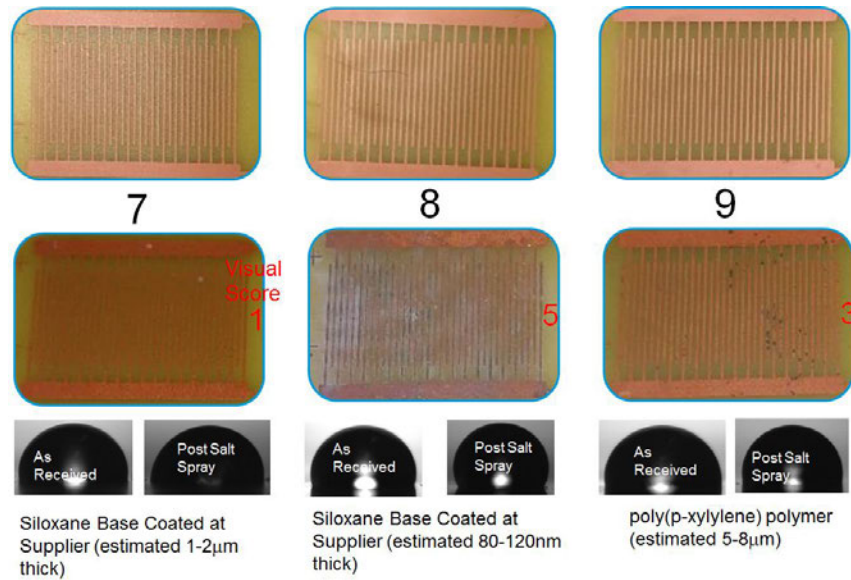 7
8
9
Visual
Score
1
5
3
As
Received
Post Salt
Spray
As
Received
Post Salt
Spray
As
Received
Post Salt
Spray
Siloxane Base Coated at
Supplier (estimated 1-2μm
thick)
Siloxane Base Coated at
Supplier (estimated 80-120nm
thick)
poly(p-xylylene) polymer
(estimated 5-8μm)